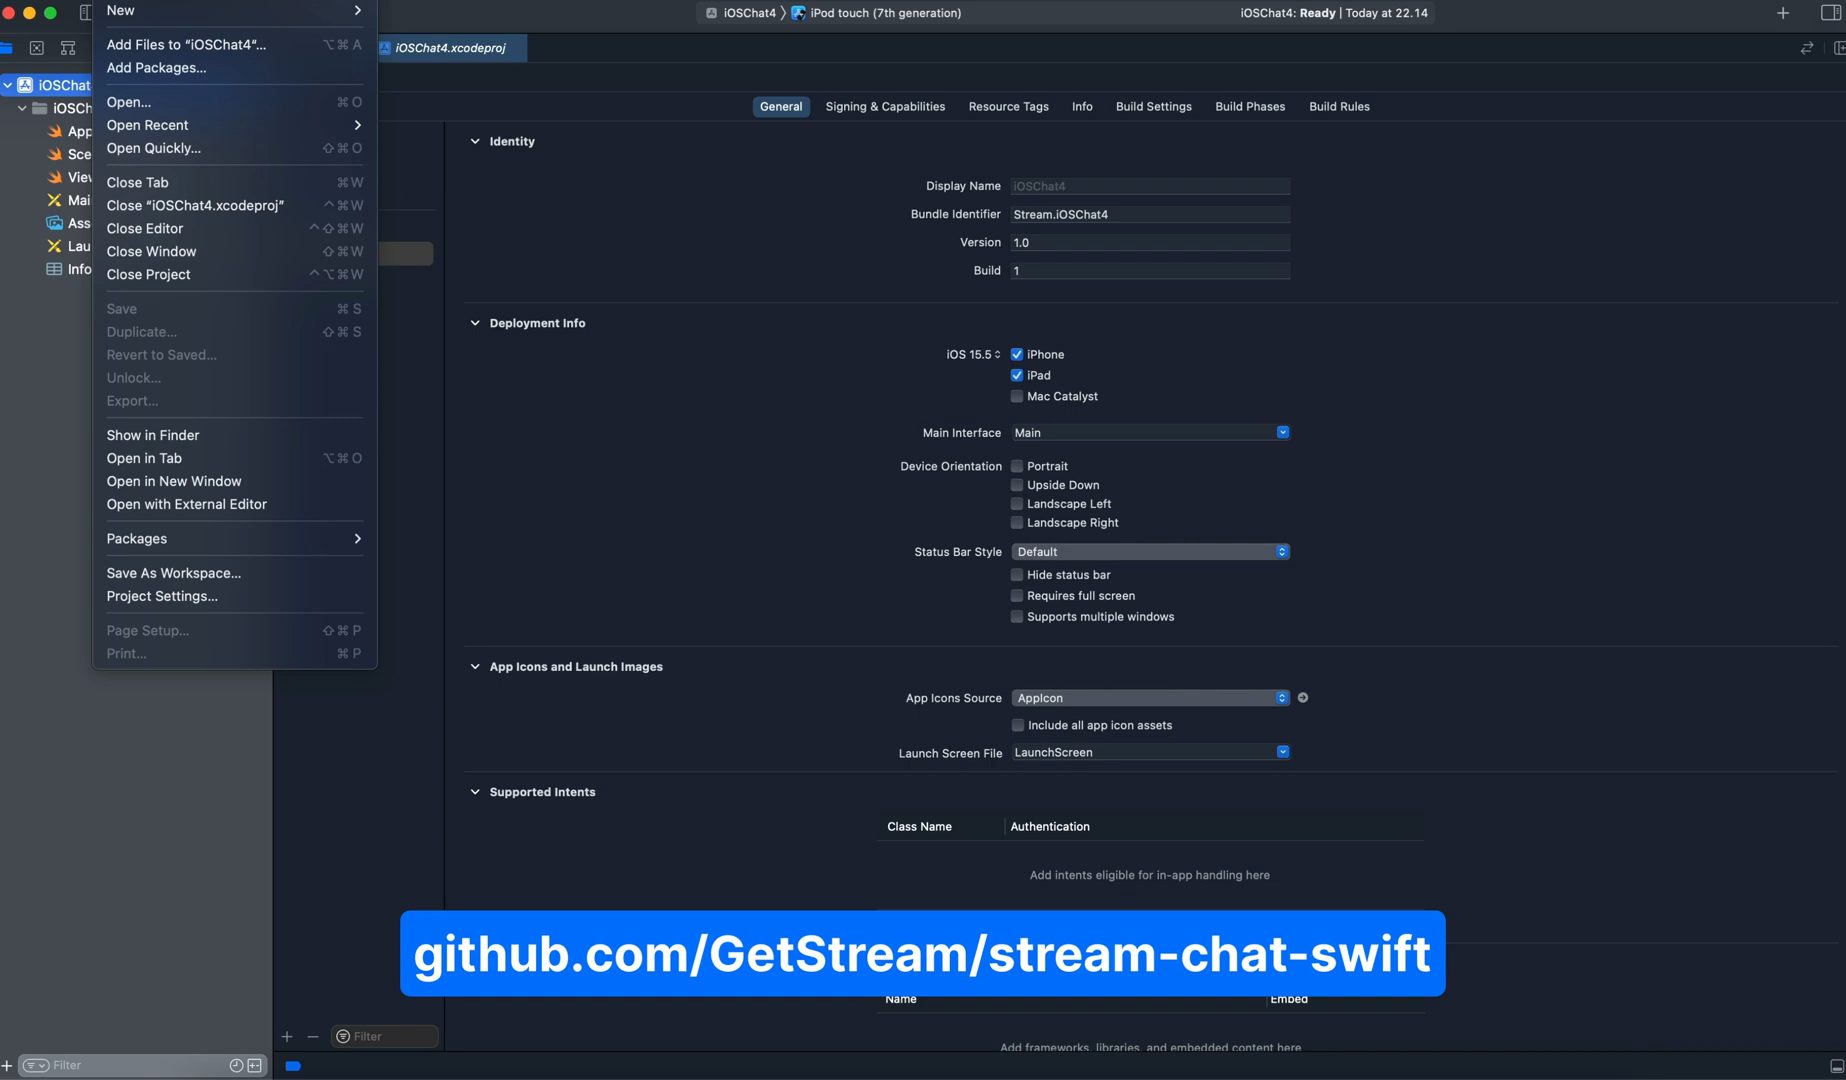 iOSChat4 〉 iPod touch (7th generation)
iOSChat4: Ready | Today at 22.14
New
Add Files to “iOSChat4”... ⌥⌘A
Add Packages...
Open... ⌘O
Open Recent
Open Quickly... ⇧⌘O
Close Tab ⌘W
Close “iOSChat4.xcodeproj” ^⌘W
Close Editor ^⇧⌘W
Close Window ⇧⌘W
Close Project ^⌥⌘W
Save ⌘S
Duplicate... ⇧⌘S
Revert to Saved...
Unlock...
Export...
Show in Finder
Open in Tab ⌥⌘O
Open in New Window
Open with External Editor
Packages
Save As Workspace...
Project Settings...
Page Setup... ⇧⌘P
Print... ⌘P
iOSChat
iOSCh
App
Sce
Viev
Mai
Ass
Lau
Info
Filter
Filter
iOSChat4.xcodeproj
General Signing & Capabilities Resource Tags Info Build Settings Build Phases Build Rules
Identity
Display Name iOSChat4
Bundle Identifier Stream.iOSChat4
Version 1.0
Build 1
Deployment Info
iOS 15.5 iPhone
iPad
Mac Catalyst
Main Interface Main
Device Orientation Portrait
Upside Down
Landscape Left
Landscape Right
Status Bar Style Default
Hide status bar
Requires full screen
Supports multiple windows
App Icons and Launch Images
App Icons Source AppIcon
Include all app icon assets
Launch Screen File LaunchScreen
Supported Intents
Class Name Authentication
Add intents eligible for in-app handling here
github.com/GetStream/stream-chat-swift
Name Embed
Add frameworks, libraries, and embedded content here